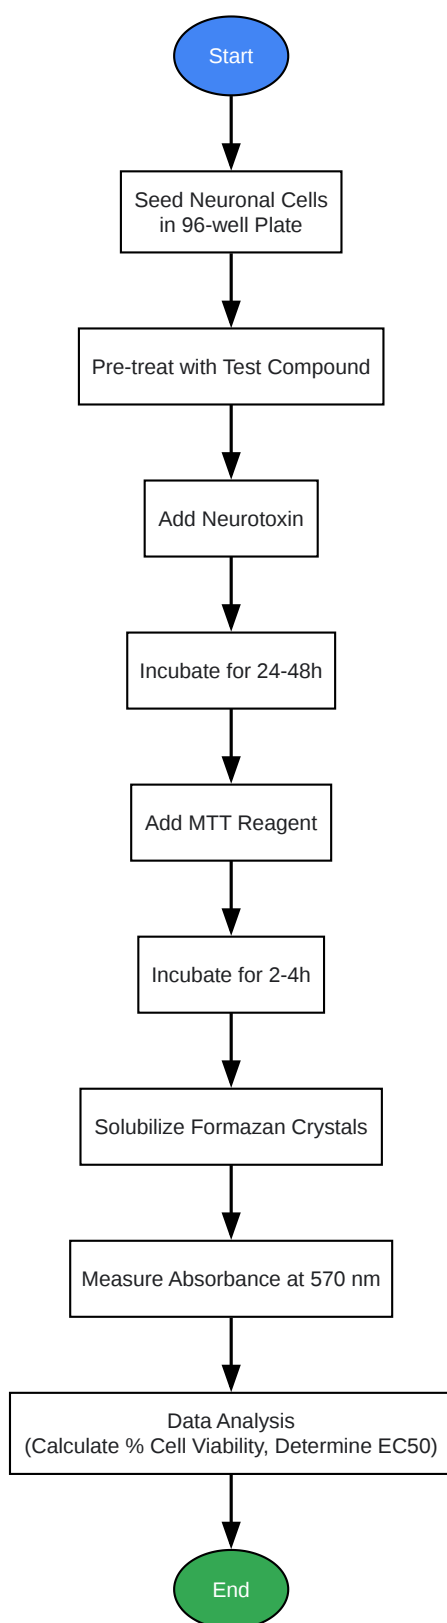 Start
Seed Neuronal Cells
in 96-well Plate
Pre-treat with Test Compound
Add Neurotoxin
Incubate for 24-48h
Add MTT Reagent
Incubate for 2-4h
Solubilize Formazan Crystals
Measure Absorbance at 570 nm
Data Analysis
(Calculate % Cell Viability, Determine EC50)
End